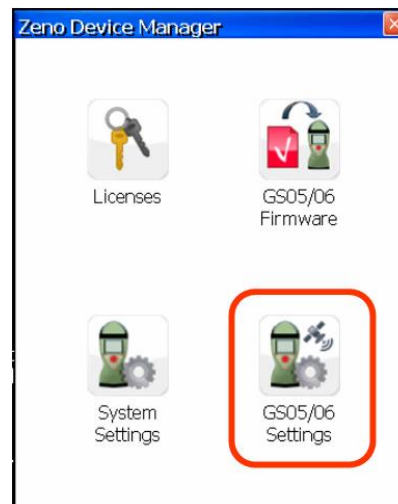 Zeno Device Manager
Licenses
GS05/06
Firmware
System
Settings
GS05/06
Settings